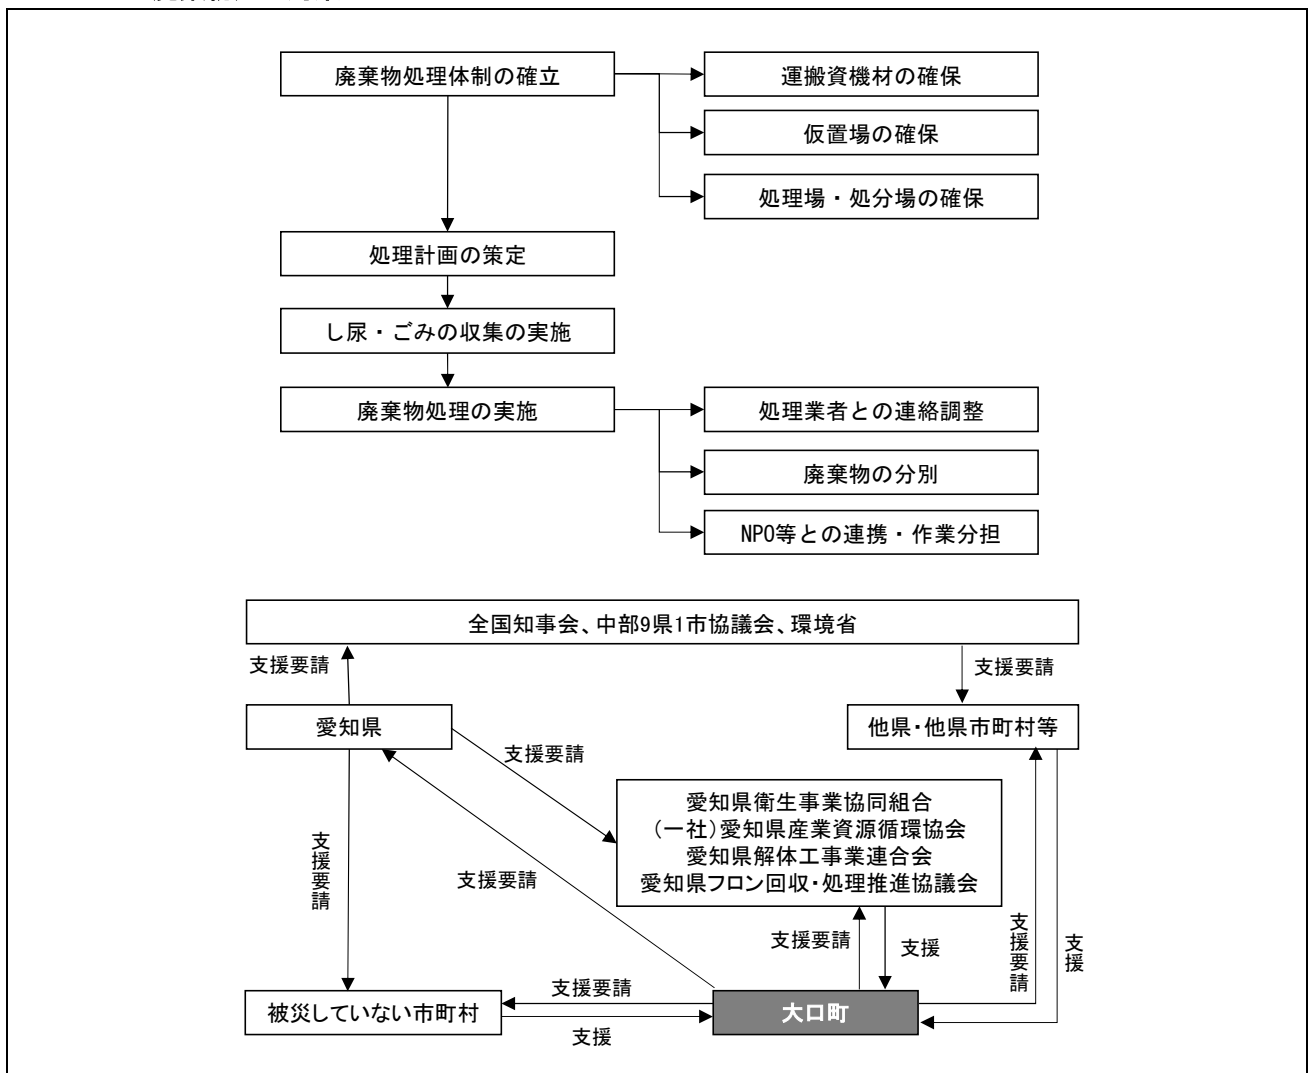 廃棄物処理体制の確立
運搬資機材の確保
仮置場の確保
処理場・処分場の確保
処理計画の策定
し尿・ごみの収集の実施
廃棄物処理の実施
処理業者との連絡調整
廃棄物の分別
NPO等との連携・作業分担
全国知事会、中部9県1市協議会、環境省
支援要請
支援要請
愛知県
他県・他県市町村等
支援要請
愛知県衛生事業協同組合
(一社)愛知県産業資源循環協会
愛知県解体工事業連合会
愛知県フロン回収・処理推進協議会
支援要請
支援要請
支援要請
支援
支援要請
支援
支援要請
被災していない市町村
大口町
支援